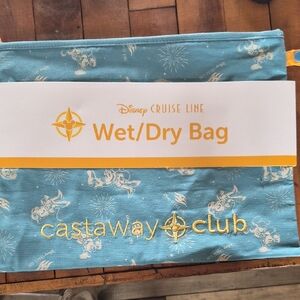 Disney CRUISE LINE
Wet/Dry Bag
castaway club